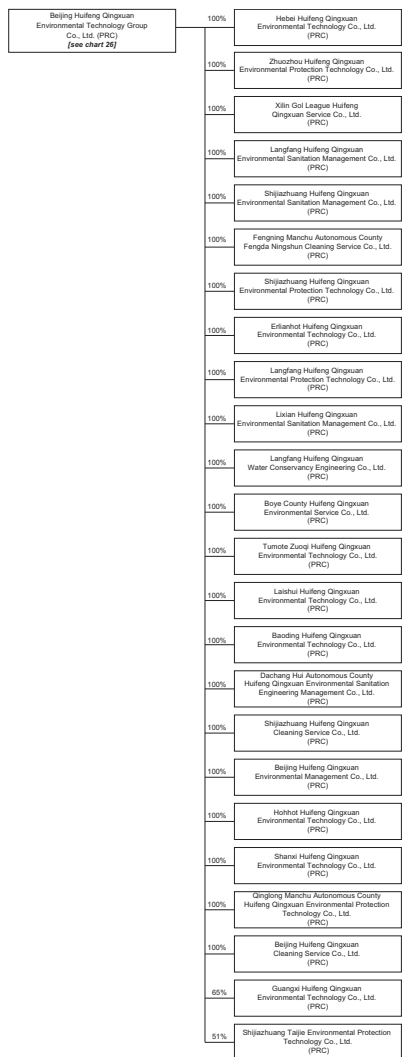 Beijing Huifeng Qingxuan
Environmental Technology Group
Co., Ltd. (PRC)
[see chart 26]
100%
Hebei Huifeng Qingxuan
Environmental Technology Co., Ltd.
(PRC)
100%
Zhuozhou Huifeng Qingxuan
Environmental Protection Technology Co., Ltd.
(PRC)
100%
Xilin Gol League Huifeng
Qingxuan Service Co., Ltd.
(PRC)
100%
Langfang Huifeng Qingxuan
Environmental Sanitation Management Co., Ltd.
(PRC)
100%
Shijiazhuang Huifeng Qingxuan
Environmental Sanitation Management Co., Ltd.
(PRC)
100%
Fengning Manchu Autonomous County
Fengda Ningshun Cleaning Service Co., Ltd.
(PRC)
100%
Shijiazhuang Huifeng Qingxuan
Environmental Protection Technology Co., Ltd.
(PRC)
100%
Erlianhot Huifeng Qingxuan
Environmental Technology Co., Ltd.
(PRC)
100%
Langfang Huifeng Qingxuan
Environmental Protection Technology Co., Ltd.
(PRC)
100%
Lixian Huifeng Qingxuan
Environmental Sanitation Management Co., Ltd.
(PRC)
100%
Langfang Huifeng Qingxuan
Water Conservancy Engineering Co., Ltd.
(PRC)
100%
Boye County Huifeng Qingxuan
Environmental Service Co., Ltd.
(PRC)
100%
Tumote Zuoqi Huifeng Qingxuan
Environmental Technology Co., Ltd.
(PRC)
100%
Laishui Huifeng Qingxuan
Environmental Technology Co., Ltd.
(PRC)
100%
Baoding Huifeng Qingxuan
Environmental Technology Co., Ltd.
(PRC)
100%
Dachang Hui Autonomous County
Huifeng Qingxuan Environmental Sanitation
Engineering Management Co., Ltd.
(PRC)
100%
Shijiazhuang Huifeng Qingxuan
Cleaning Service Co., Ltd.
(PRC)
100%
Beijing Huifeng Qingxuan
Environmental Management Co., Ltd.
(PRC)
100%
Hohhot Huifeng Qingxuan
Environmental Technology Co., Ltd.
(PRC)
100%
Shanxi Huifeng Qingxuan
Environmental Technology Co., Ltd.
(PRC)
100%
Qinglong Manchu Autonomous County
Huifeng Qingxuan Environmental Protection
Technology Co., Ltd.
(PRC)
100%
Beijing Huifeng Qingxuan
Cleaning Service Co., Ltd.
(PRC)
65%
Guangxi Huifeng Qingxuan
Environmental Technology Co., Ltd.
(PRC)
51%
Shijiazhuang Taijie Environmental Protection
Technology Co., Ltd.
(PRC)